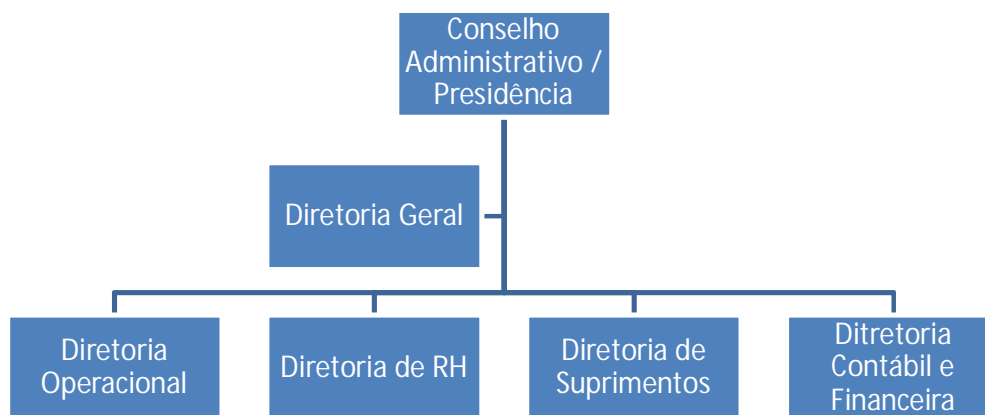 Conselho
Administrativo /
Presidência
Diretoria Geral
Diretoria
Operacional
Diretoria de RH
Diretoria de
Suprimentos
Ditretoria
Contábil e
Financeira